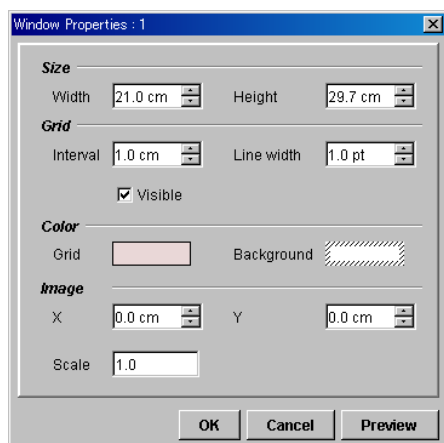 Window Properties : 1
Size
Width 21.0 cm Height 29.7 cm
Grid
Interval 1.0 cm Line width 1.0 pt
Visible
Color
Grid Background
Image
X 0.0 cm Y 0.0 cm
Scale 1.0
OK Cancel Preview